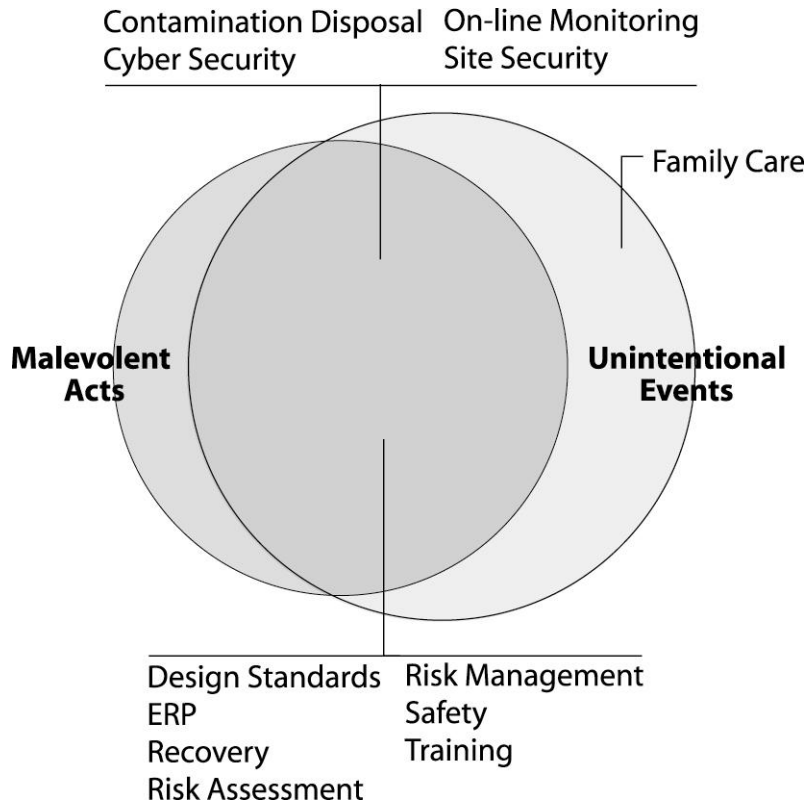 Contamination Disposal
Cyber Security
On-line Monitoring
Site Security
Family Care
Malevolent
Acts
Unintentional
Events
Design Standards
ERP
Recovery
Risk Assessment
Risk Management
Safety
Training